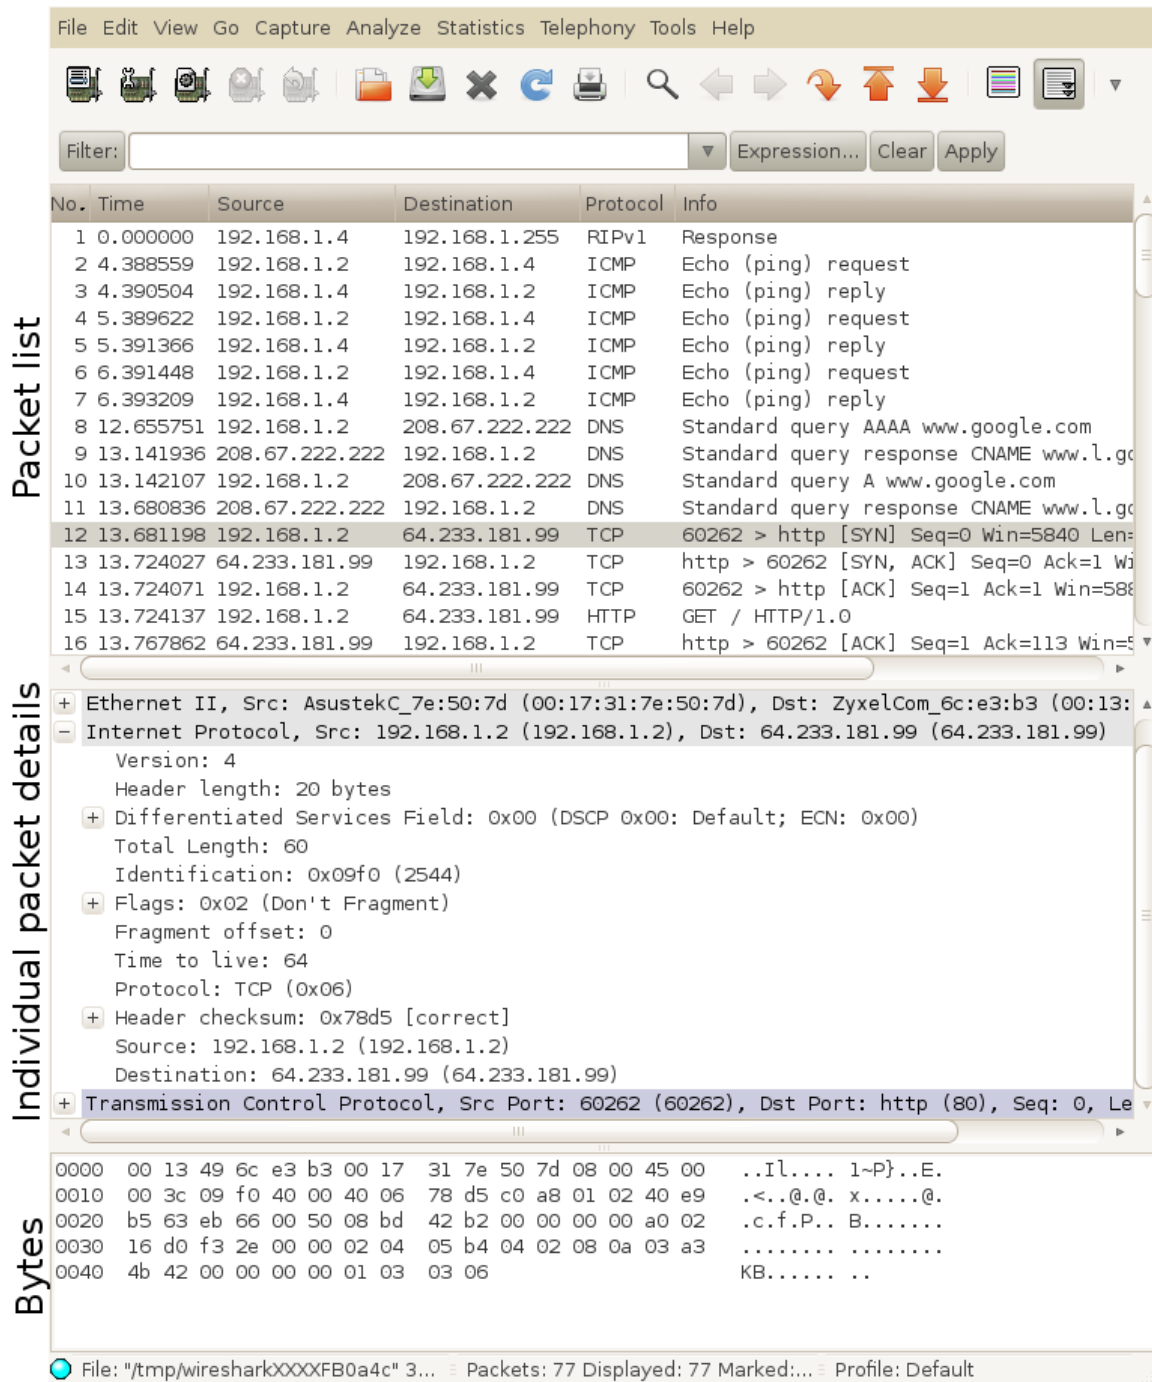 File Edit View Go Capture Analyze Statistics Telephony Tools Help
Filter: Expression... Clear Apply
No. Time Source Destination Protocol Info
1 0.000000 192.168.1.4 192.168.1.255 RIPv1 Response
2 4.388559 192.168.1.2 192.168.1.4 ICMP Echo (ping) request
3 4.390504 192.168.1.4 192.168.1.2 ICMP Echo (ping) reply
4 5.389622 192.168.1.2 192.168.1.4 ICMP Echo (ping) request
5 5.391366 192.168.1.4 192.168.1.2 ICMP Echo (ping) reply
6 6.391448 192.168.1.2 192.168.1.4 ICMP Echo (ping) request
7 6.393209 192.168.1.4 192.168.1.2 ICMP Echo (ping) reply
8 12.655751 192.168.1.2 208.67.222.222 DNS Standard query AAAA www.google.com
9 13.141936 208.67.222.222 192.168.1.2 DNS Standard query response CNAME www.l.go
10 13.142107 192.168.1.2 208.67.222.222 DNS Standard query A www.google.com
11 13.680836 208.67.222.222 192.168.1.2 DNS Standard query response CNAME www.l.go
12 13.681198 192.168.1.2 64.233.181.99 TCP 60262 > http [SYN] Seq=0 Win=5840 Len=
13 13.724027 64.233.181.99 192.168.1.2 TCP http > 60262 [SYN, ACK] Seq=0 Ack=1 Wi
14 13.724071 192.168.1.2 64.233.181.99 TCP 60262 > http [ACK] Seq=1 Ack=1 Win=588
15 13.724137 192.168.1.2 64.233.181.99 HTTP GET / HTTP/1.0
16 13.767862 64.233.181.99 192.168.1.2 TCP http > 60262 [ACK] Seq=1 Ack=113 Win=5
Packet list
Ethernet II, Src: AsustekC_7e:50:7d (00:17:31:7e:50:7d), Dst: ZyxelCom_6c:e3:b3 (00:13:
Internet Protocol, Src: 192.168.1.2 (192.168.1.2), Dst: 64.233.181.99 (64.233.181.99)
Version: 4
Header length: 20 bytes
Differentiated Services Field: 0x00 (DSCP 0x00: Default; ECN: 0x00)
Total Length: 60
Identification: 0x09f0 (2544)
Flags: 0x02 (Don't Fragment)
Fragment offset: 0
Time to live: 64
Protocol: TCP (0x06)
Header checksum: 0x78d5 [correct]
Source: 192.168.1.2 (192.168.1.2)
Destination: 64.233.181.99 (64.233.181.99)
Transmission Control Protocol, Src Port: 60262 (60262), Dst Port: http (80), Seq: 0, Le
Individual packet details
0000 00 13 49 6c e3 b3 00 17 31 7e 50 7d 08 00 45 00 ..Il.... 1~P}..E.
0010 00 3c 09 f0 40 00 40 06 78 d5 c0 a8 01 02 40 e9 .<..@.@. x.....@.
0020 b5 63 eb 66 00 50 08 bd 42 b2 00 00 00 00 a0 02 .c.f.P.. B.......
0030 16 d0 f3 2e 00 00 02 04 05 b4 04 02 08 0a 03 a3 ........ ........
0040 4b 42 00 00 00 00 01 03 03 06 KB...... ..
Bytes
File: "/tmp/wiresharkXXXXFB0a4c" 3... Packets: 77 Displayed: 77 Marked:... Profile: Default